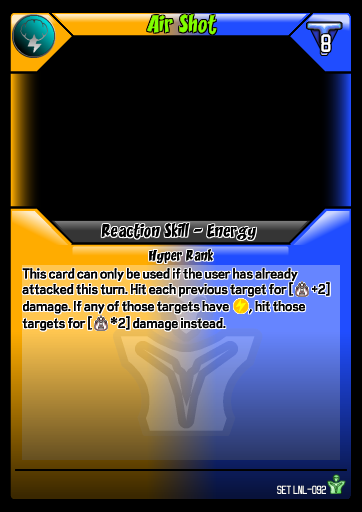 Air Shot
8
Reaction Skill - Energy
Hyper Rank
This card can only be used if the user has already
attacked this turn. Hit each previous target for [ +2]
damage. If any of those targets have , hit those
targets for [ *2] damage instead.
SET LNL-092